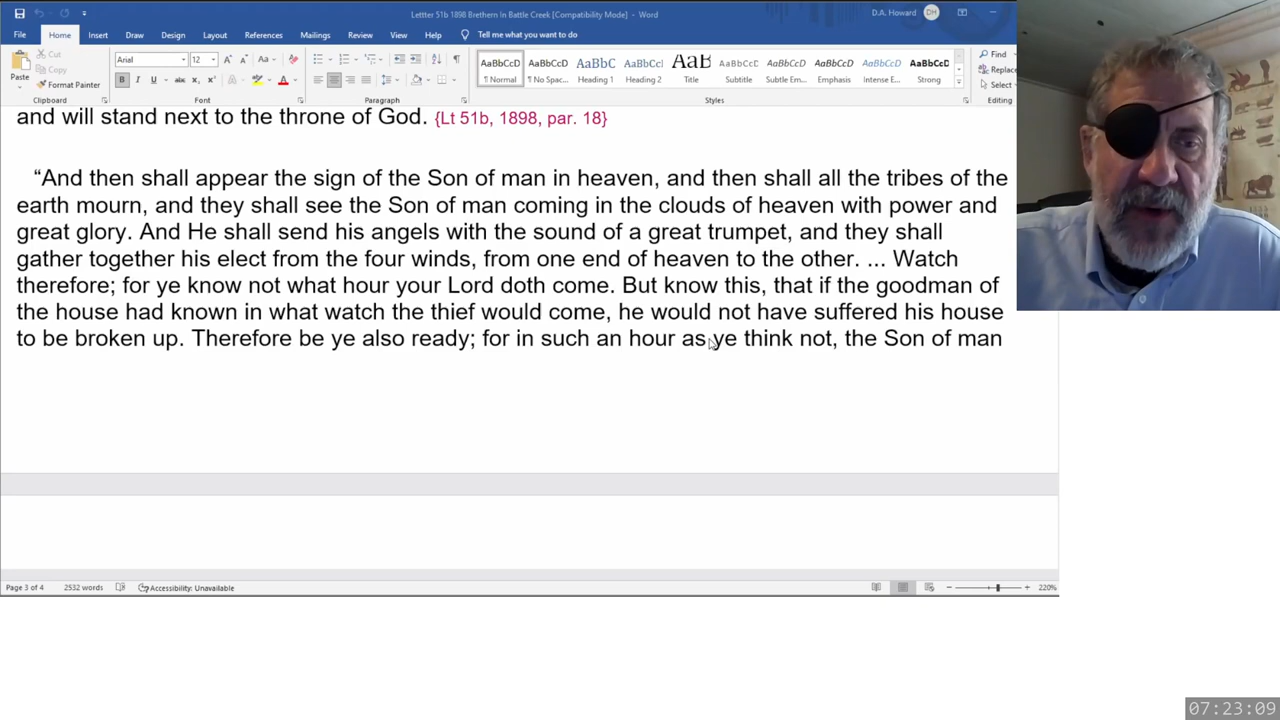 Lettter 51b 1898 Brethern In Battle Creek [Compatibility Mode] - Word
D.A. Howard DH
File Home Insert Draw Design Layout References Mailings Review View Help Tell me what you want to do
Paste
Cut
Copy
Format Painter
Clipboard
Arial 12
Font
Paragraph
AaBbCcD AaBbCcD AaBbC AaBbCc AaB AaBbCcD AaBbCcD AaBbCcD AaBbCcD AaBbCcD
¶ Normal ¶ No Spac... Heading 1 Heading 2 Title Subtitle Subtle Em... Emphasis Intense E... Strong
Styles
Find
Replace
Select
Editing
and will stand next to the throne of God. {Lt 51b, 1898, par. 18}
“And then shall appear the sign of the Son of man in heaven, and then shall all the tribes of the
earth mourn, and they shall see the Son of man coming in the clouds of heaven with power and
great glory. And He shall send his angels with the sound of a great trumpet, and they shall
gather together his elect from the four winds, from one end of heaven to the other. ... Watch
therefore; for ye know not what hour your Lord doth come. But know this, that if the goodman of
the house had known in what watch the thief would come, he would not have suffered his house
to be broken up. Therefore be ye also ready; for in such an hour as ye think not, the Son of man
Page 3 of 4 2532 words Accessibility: Unavailable 220%
07:23:09